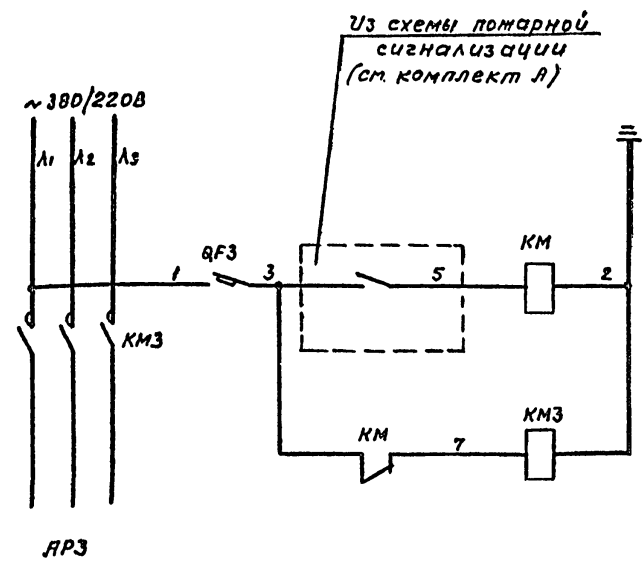 Из схемы пожарной
сигнализации
(см. комплект А)
~380/220В
Л1 Л2 Л3
QF3
1
3
5
КМ
2
КМ3
КМ
7
КМ3
ЯР3